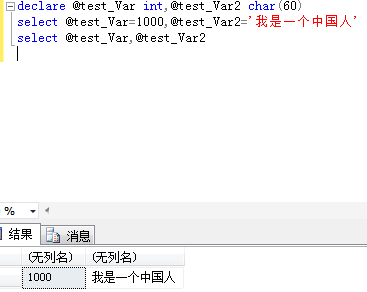 declare @test_Var int,@test_Var2 char(60)
select @test_Var=1000,@test_Var2='我是一个中国人'
select @test_Var,@test_Var2
%
结果 消息
(无列名) (无列名)
1000 我是一个中国人